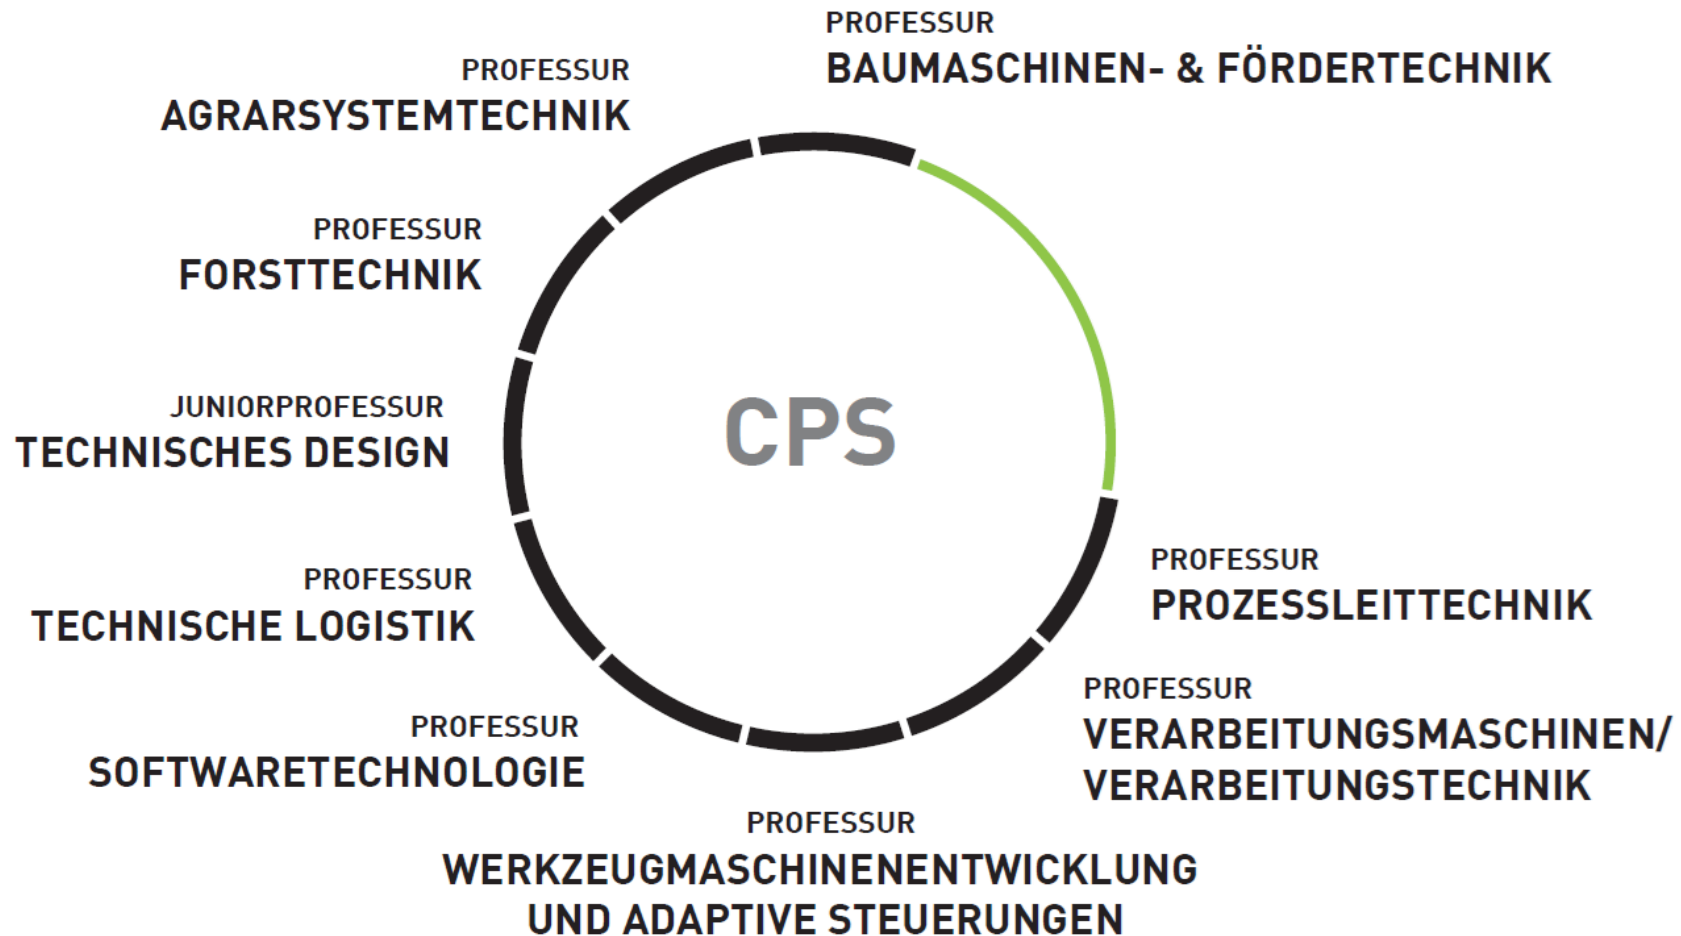 PROFESSUR
BAUMASCHINEN- & FÖRDERTECHNIK
PROFESSUR
AGRARSYSTEMTECHNIK
PROFESSUR
FORSTTECHNIK
JUNIORPROFESSUR
TECHNISCHES DESIGN
CPS
PROFESSUR
TECHNISCHE LOGISTIK
PROFESSUR
PROZESSLEITTECHNIK
PROFESSUR
SOFTWARETECHNOLOGIE
PROFESSUR
VERARBEITUNGSMASCHINEN/
VERARBEITUNGSTECHNIK
PROFESSUR
WERKZEUGMASCHINENENTWICKLUNG
UND ADAPTIVE STEUERUNGEN